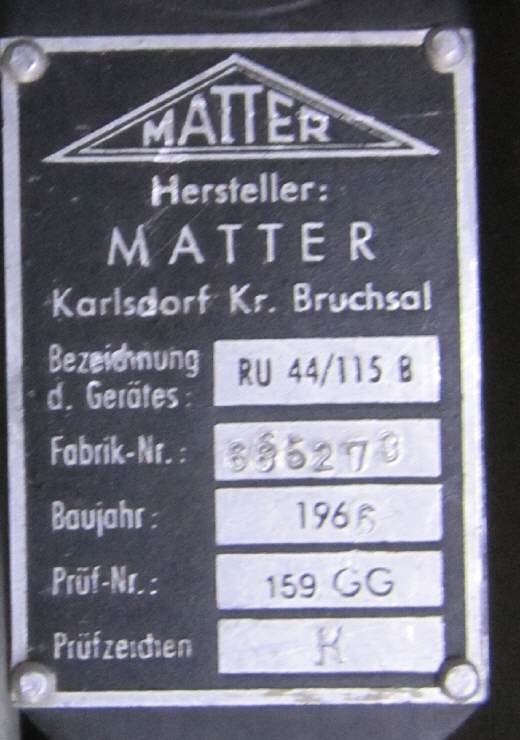 MATTER
Hersteller:
MATTER
Karlsdorf Kr. Bruchsal
Bezeichnung
d. Gerätes: RU 44/115 B
Fabrik-Nr.:
Baujahr: 1966
Prüf-Nr.: 159 GG
Prüfzeichen K